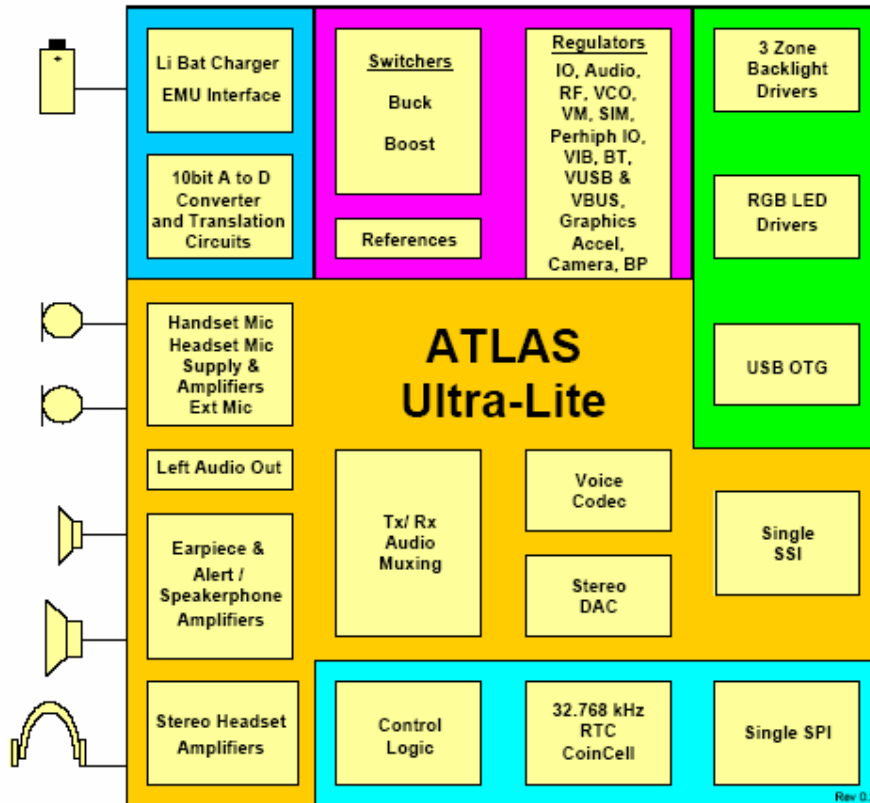 Li Bat Charger
EMU Interface
10bit A to D
Converter
and Translation
Circuits
Switchers
Buck
Boost
References
Regulators
IO, Audio,
RF, VCO,
VM, SIM,
Perhiph IO,
VIB, BT,
VUSB &
VBUS,
Graphics
Accel,
Camera, BP
3 Zone
Backlight
Drivers
RGB LED
Drivers
USB OTG
ATLAS
Ultra-Lite
Handset Mic
Headset Mic
Supply &
Amplifiers
Ext Mic
Left Audio Out
Earpiece &
Alert /
Speakerphone
Amplifiers
Stereo Headset
Amplifiers
Tx/ Rx
Audio
Muxing
Voice
Codec
Stereo
DAC
Single
SSI
Control
Logic
32.768 kHz
RTC
CoinCell
Single SPI
Rev